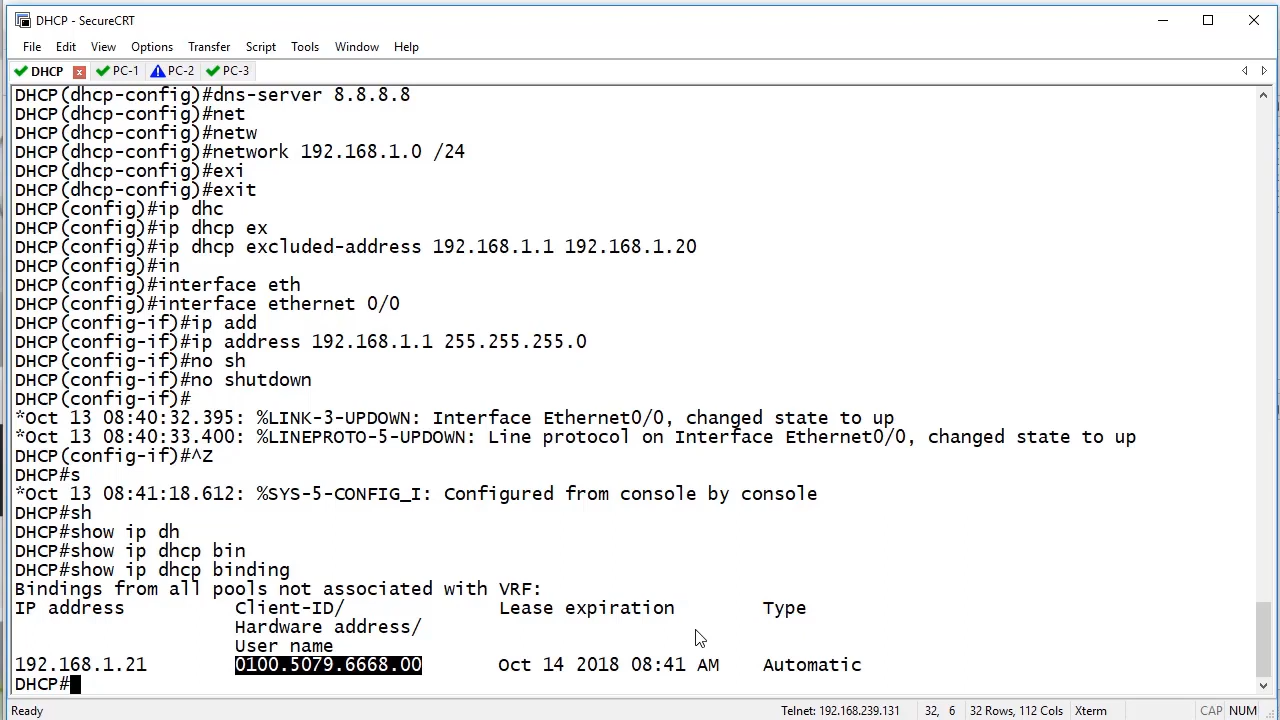 DHCP - SecureCRT
File Edit View Options Transfer Script Tools Window Help
DHCP x PC-1 PC-2 PC-3
DHCP(dhcp-config)#dns-server 8.8.8.8
DHCP(dhcp-config)#net
DHCP(dhcp-config)#netw
DHCP(dhcp-config)#network 192.168.1.0 /24
DHCP(dhcp-config)#exi
DHCP(dhcp-config)#exit
DHCP(config)#ip dhc
DHCP(config)#ip dhcp ex
DHCP(config)#ip dhcp excluded-address 192.168.1.1 192.168.1.20
DHCP(config)#in
DHCP(config)#interface eth
DHCP(config)#interface ethernet 0/0
DHCP(config-if)#ip add
DHCP(config-if)#ip address 192.168.1.1 255.255.255.0
DHCP(config-if)#no sh
DHCP(config-if)#no shutdown
DHCP(config-if)#
*Oct 13 08:40:32.395: %LINK-3-UPDOWN: Interface Ethernet0/0, changed state to up
*Oct 13 08:40:33.400: %LINEPROTO-5-UPDOWN: Line protocol on Interface Ethernet0/0, changed state to up
DHCP(config-if)#^Z
DHCP#s
*Oct 13 08:41:18.612: %SYS-5-CONFIG_I: Configured from console by console
DHCP#sh
DHCP#show ip dh
DHCP#show ip dhcp bin
DHCP#show ip dhcp binding
Bindings from all pools not associated with VRF:
IP address Client-ID/ Lease expiration Type
Hardware address/
User name
192.168.1.21 0100.5079.6668.00 Oct 14 2018 08:41 AM Automatic
DHCP#
Ready Telnet: 192.168.239.131 32, 6 32 Rows, 112 Cols Xterm CAP NUM